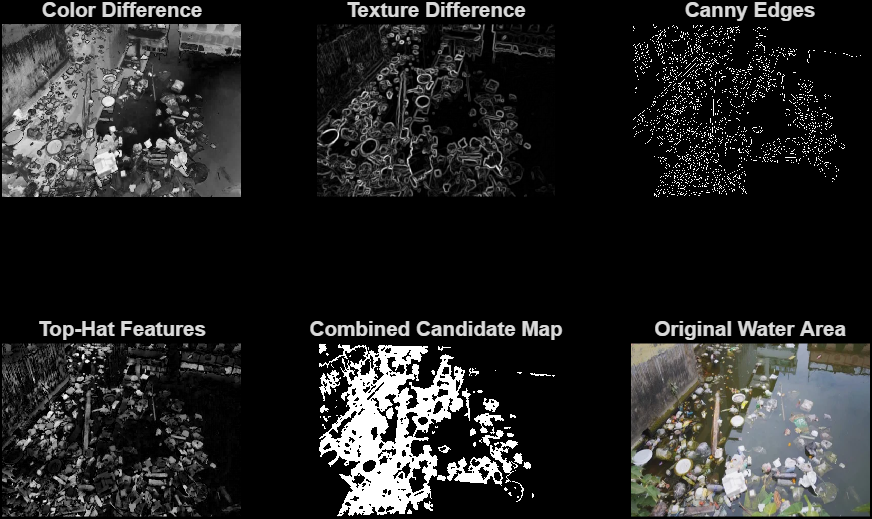 Color Difference
Texture Difference
Canny Edges
Top-Hat Features
Combined Candidate Map
Original Water Area